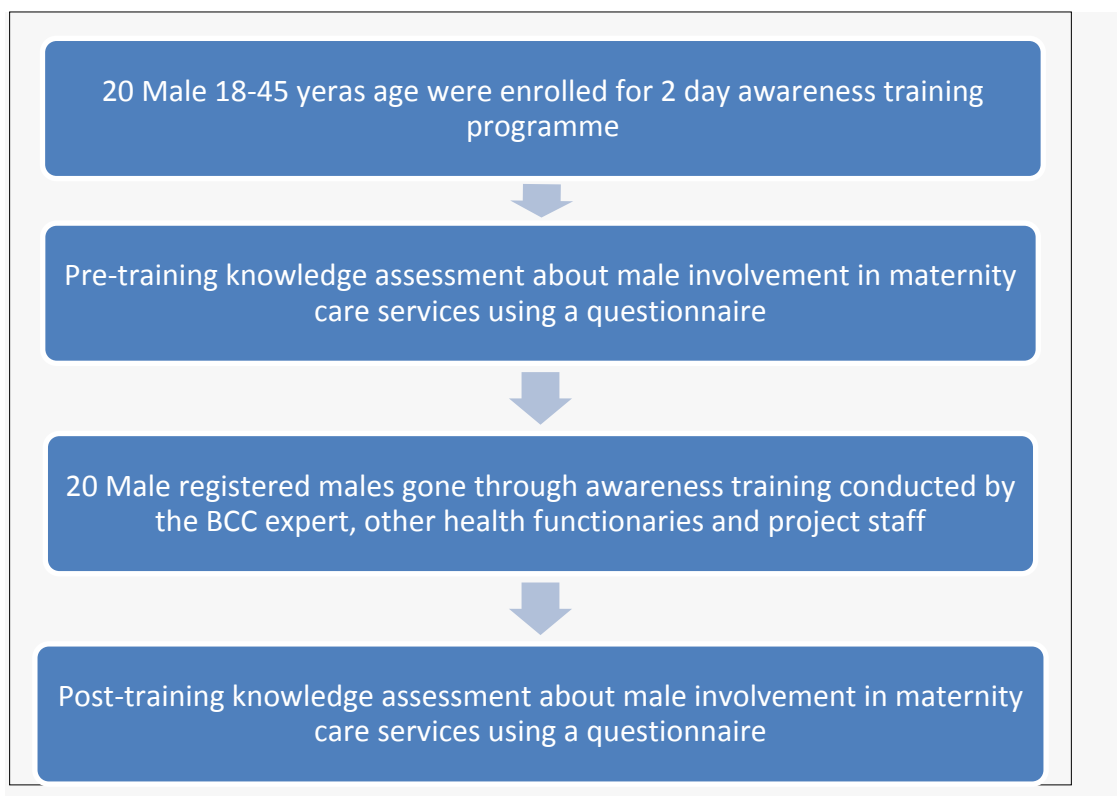 20 Male 18-45 yeras age were enrolled for 2 day awareness training
programme
Pre-training knowledge assessment about male involvement in maternity
care services using a questionnaire
20 Male registered males gone through awareness training conducted by
the BCC expert, other health functionaries and project staff
Post-training knowledge assessment about male involvement in maternity
care services using a questionnaire